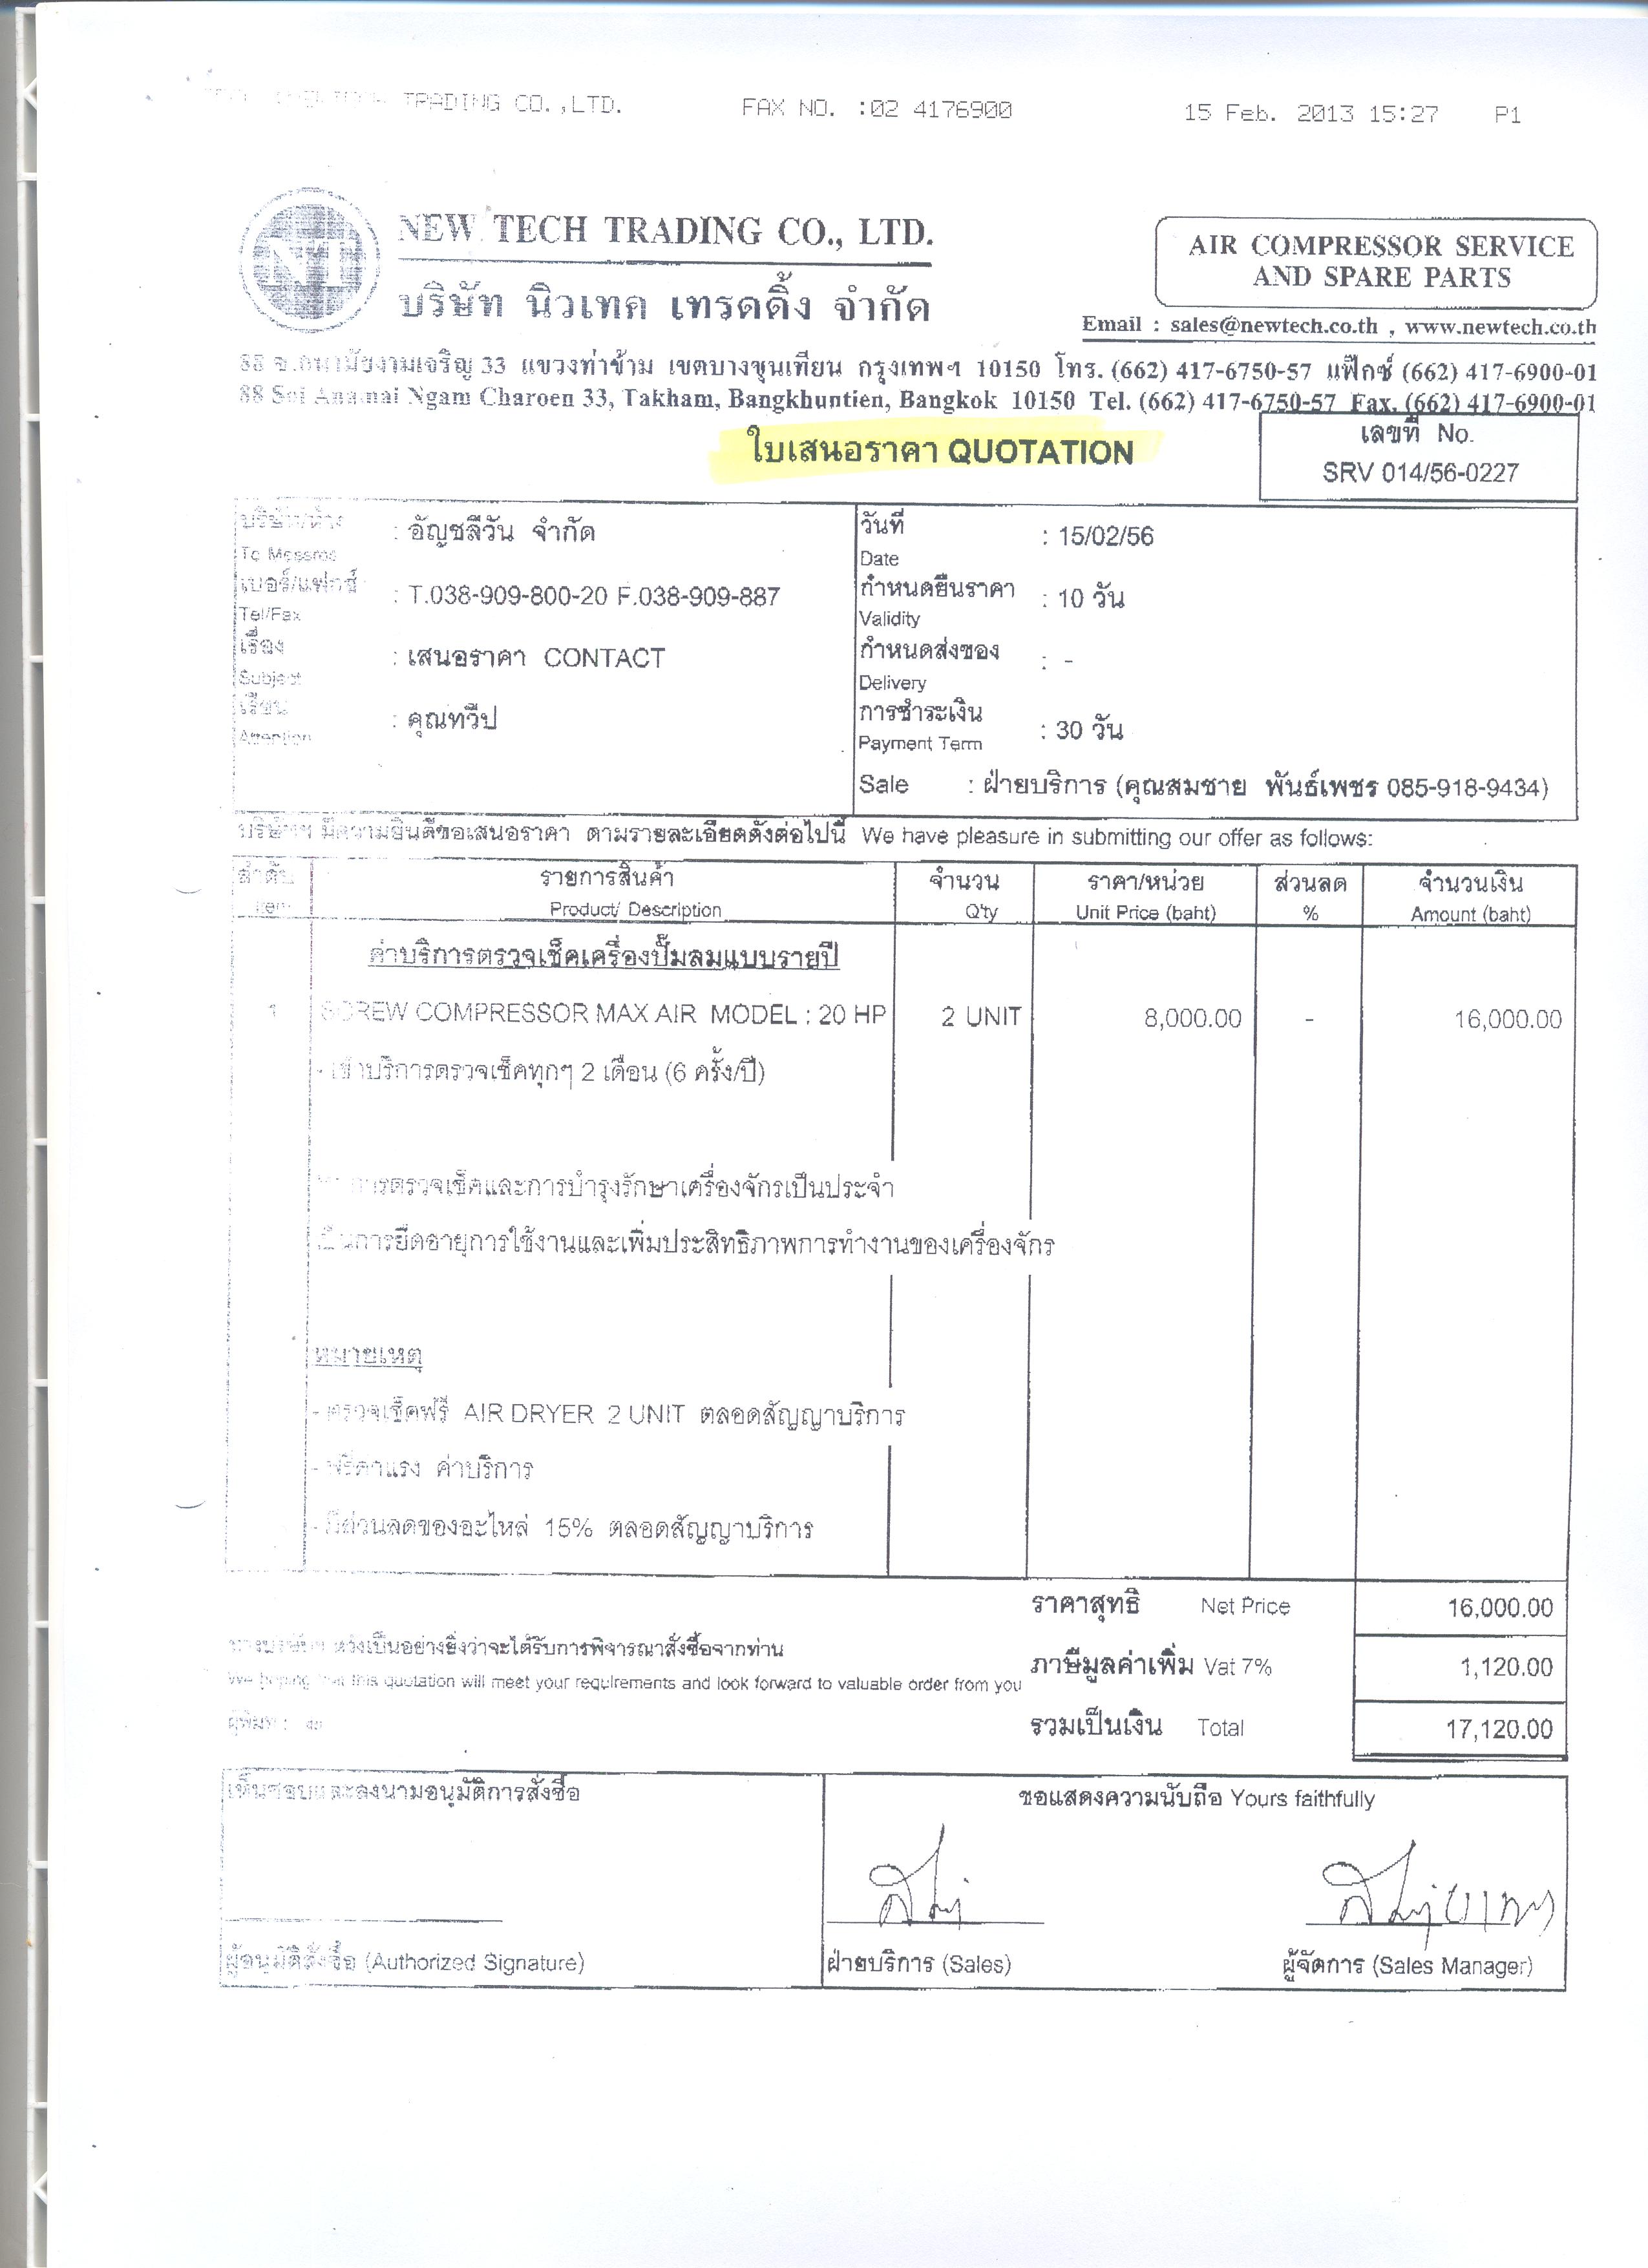 TRADING CO.,LTD. FAX NO. :02 4176900 15 Feb. 2013 15:27 P1
NEW TECH TRADING CO., LTD.
บริษัท นิวเทค เทรดดิ้ง จำกัด
AIR COMPRESSOR SERVICE
AND SPARE PARTS
Email : sales@newtech.co.th , www.newtech.co.th
88 ซ.อนามัยงามเจริญ 33 แขวงท่าข้าม เขตบางขุนเทียน กรุงเทพฯ 10150 โทร. (662) 417-6750-57 แฟ๊กซ์ (662) 417-6900-01
88 Soi Anamai Ngam Charoen 33, Takham, Bangkhuntien, Bangkok 10150 Tel. (662) 417-6750-57 Fax. (662) 417-6900-01
ใบเสนอราคา QUOTATION
เลขที่ No.
SRV 014/56-0227
บริษัท/ห้าง : อัญชลีวัน จำกัด
To Messrs
เบอร์/แฟกซ์ : T.038-909-800-20 F.038-909-887
Tel/Fax
เรื่อง : เสนอราคา CONTACT
Subject
เรียน : คุณทวีป
Attention
วันที่ : 15/02/56
Date
กำหนดยืนราคา : 10 วัน
Validity
กำหนดส่งของ : -
Delivery
การชำระเงิน : 30 วัน
Payment Term
Sale : ฝ่ายบริการ (คุณสมชาย พันธ์เพชร 085-918-9434)
บริษัทฯ มีความยินดีขอเสนอราคา ตามรายละเอียดดังต่อไปนี้ We have pleasure in submitting our offer as follows:
ลำดับ รายการสินค้า จำนวน ราคา/หน่วย ส่วนลด จำนวนเงิน
Item Product/ Description Q'ty Unit Price (baht) % Amount (baht)
ค่าบริการตรวจเช็คเครื่องปั๊มลมแบบรายปี
1 SCREW COMPRESSOR MAX AIR MODEL : 20 HP 2 UNIT 8,000.00 - 16,000.00
- เข้าบริการตรวจเช็คทุกๆ 2 เดือน (6 ครั้ง/ปี)
การตรวจเช็คและการบำรุงรักษาเครื่องจักรเป็นประจำ
เป็นการยืดอายุการใช้งานและเพิ่มประสิทธิภาพการทำงานของเครื่องจักร
หมายเหตุ
- ตรวจเช็คฟรี AIR DRYER 2 UNIT ตลอดสัญญาบริการ
- ฟรีค่าแรง ค่าบริการ
- มีส่วนลดของอะไหล่ 15% ตลอดสัญญาบริการ
ราคาสุทธิ Net Price 16,000.00
ทางบริษัทฯ หวังเป็นอย่างยิ่งว่าจะได้รับการพิจารณาสั่งซื้อจากท่าน
ภาษีมูลค่าเพิ่ม Vat 7% 1,120.00
We hoping that this quotation will meet your requirements and look forward to valuable order from you
ผู้พิมพ์ :
รวมเป็นเงิน Total 17,120.00
เห็นชอบและลงนามอนุมัติการสั่งซื้อ
ขอแสดงความนับถือ Yours faithfully
ผู้อนุมัติสั่งซื้อ (Authorized Signature)
ฝ่ายบริการ (Sales)
ผู้จัดการ (Sales Manager)